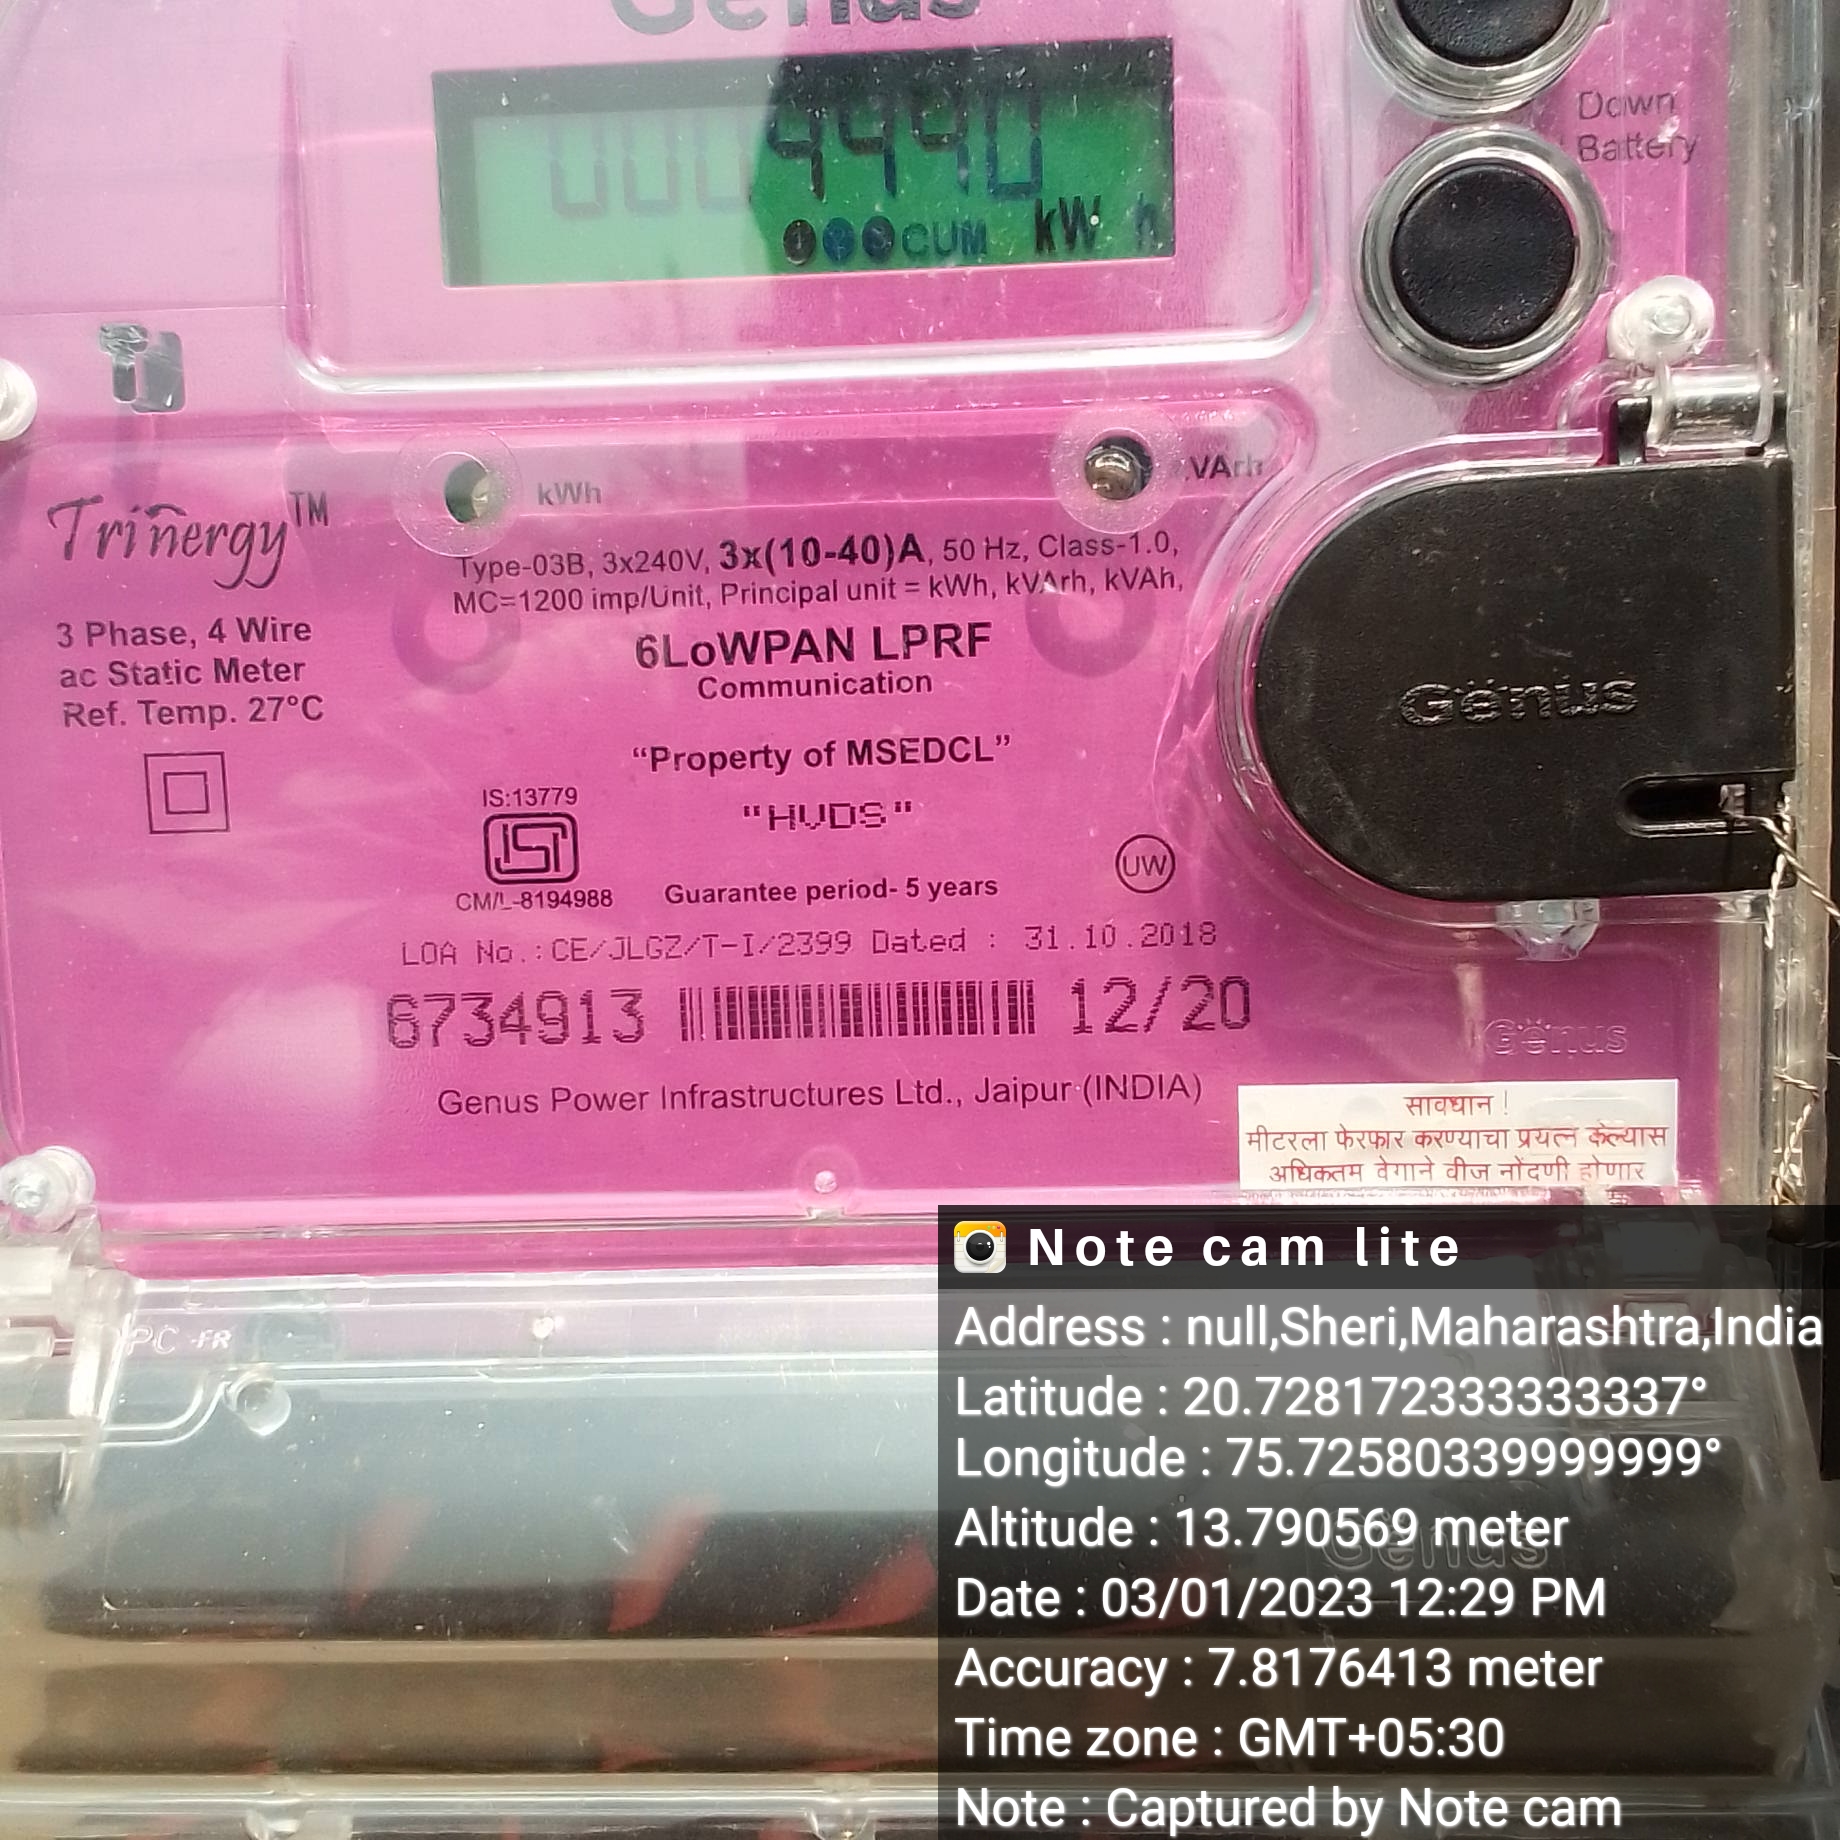 Genus
CUM kW h
Down
Battery
kWh
VArh
Trinergy™
3 Phase, 4 Wire
ac Static Meter
Ref. Temp. 27°C
Type-03B, 3x240V, 3x(10-40)A, 50 Hz, Class-1.0,
MC=1200 imp/Unit, Principal unit = kWh, kVArh, kVAh,
6LoWPAN LPRF
Communication
Genus
"Property of MSEDCL"
"HVDS"
IS:13779
ISI
CM/L-8194988
Guarantee period- 5 years
UW
LOA No.:CE/JLGZ/T-I/2399 Dated : 31.10.2018
6734913 12/20
Genus
Genus Power Infrastructures Ltd., Jaipur (INDIA)
सावधान !
मीटरला फेरफार करण्याचा प्रयत्न केल्यास
अधिकतम वेगाने वीज नोंदणी होणार
PC -FR
Genus
Note cam lite
Address : null,Sheri,Maharashtra,India
Latitude : 20.728172333333337°
Longitude : 75.72580339999999°
Altitude : 13.790569 meter
Date : 03/01/2023 12:29 PM
Accuracy : 7.8176413 meter
Time zone : GMT+05:30
Note : Captured by Note cam